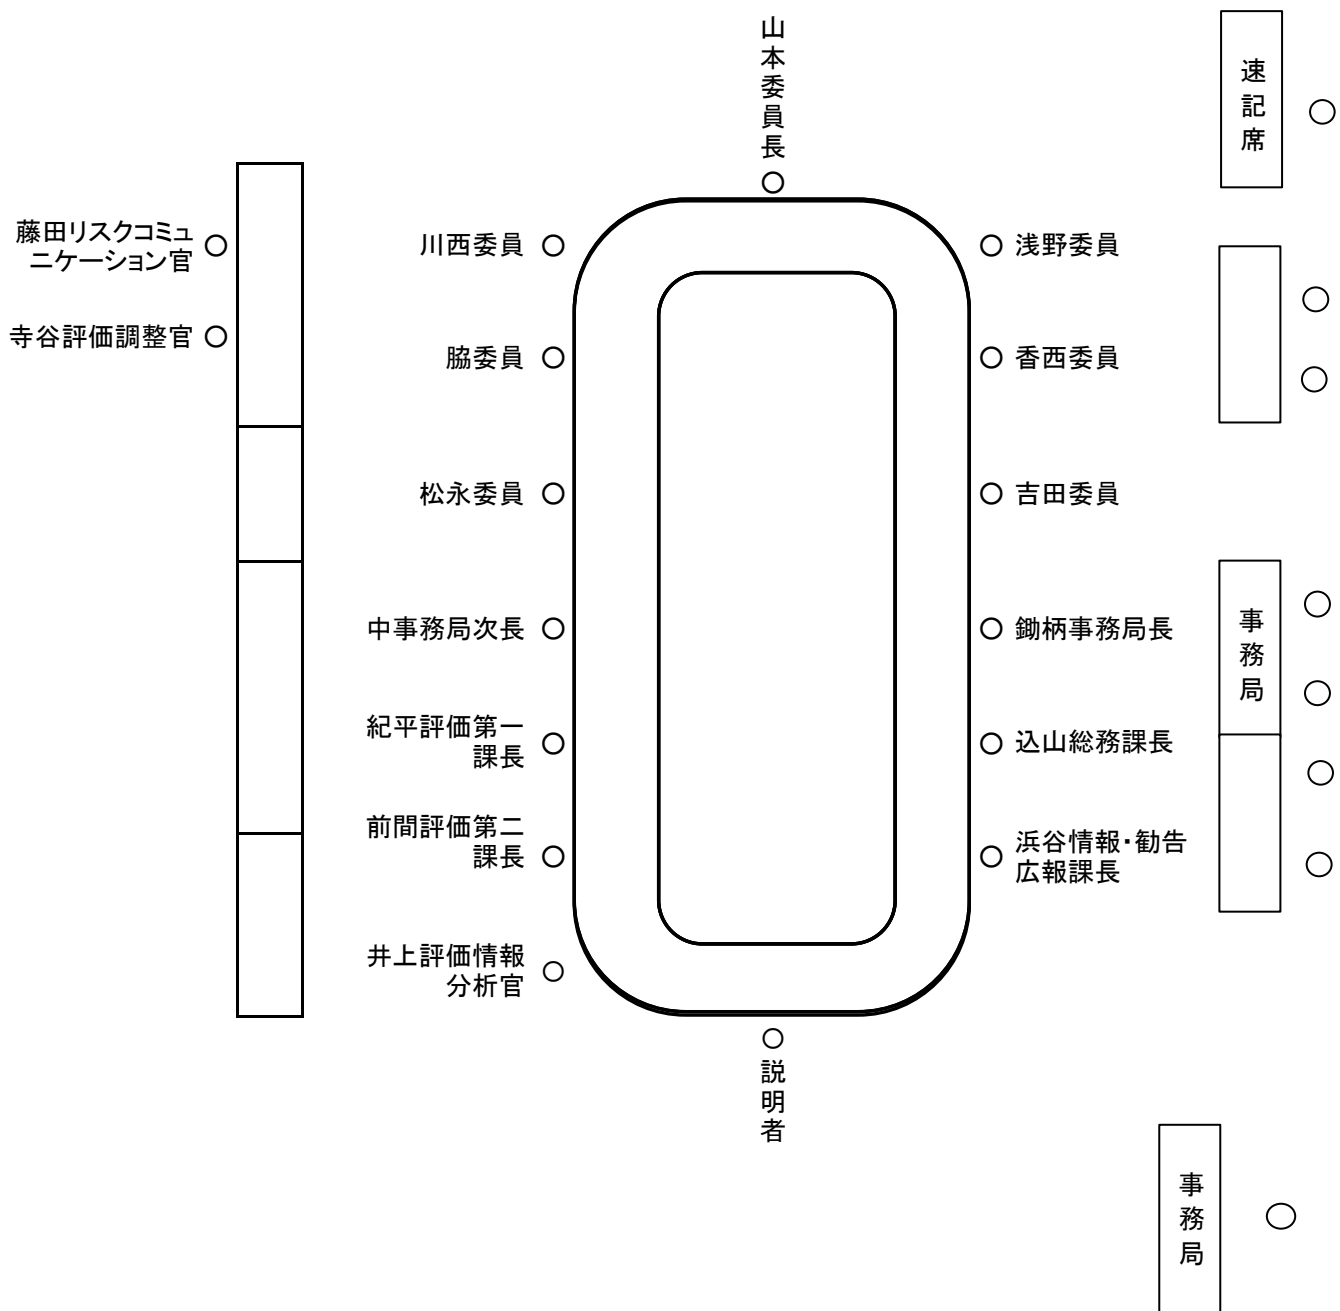 山本委員長
速記席
藤田リスクコミュ
ニケーション官
川西委員
浅野委員
寺谷評価調整官
脇委員
香西委員
松永委員
吉田委員
中事務局次長
鋤柄事務局長
事務局
紀平評価第一
課長
込山総務課長
前間評価第二
課長
浜谷情報・勧告
広報課長
井上評価情報
分析官
説明者
事務局